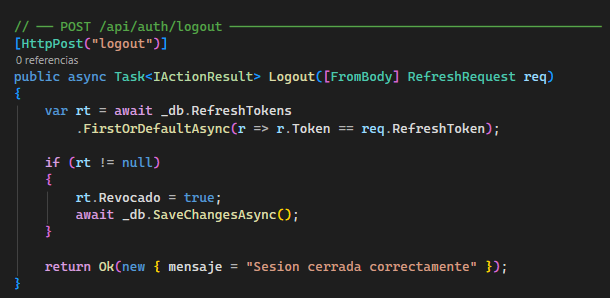 // ── POST /api/auth/logout ──────────────────────────────────────────────
[HttpPost("logout")]
0 referencias
public async Task<IActionResult> Logout([FromBody] RefreshRequest req)
{
    var rt = await _db.RefreshTokens
        .FirstOrDefaultAsync(r => r.Token == req.RefreshToken);

    if (rt != null)
    {
        rt.Revocado = true;
        await _db.SaveChangesAsync();
    }

    return Ok(new { mensaje = "Sesion cerrada correctamente" });
}